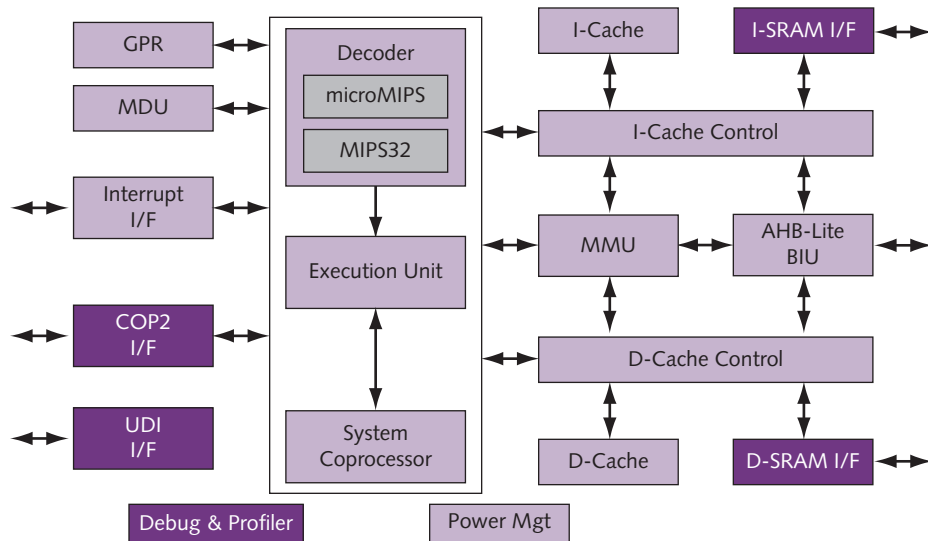 GPR
MDU
Interrupt
I/F
COP2
I/F
UDI
I/F
Decoder
microMIPS
MIPS32
Execution Unit
System
Coprocessor
I-Cache
I-SRAM I/F
I-Cache Control
MMU
AHB-Lite
BIU
D-Cache Control
D-Cache
D-SRAM I/F
Debug & Profiler
Power Mgt